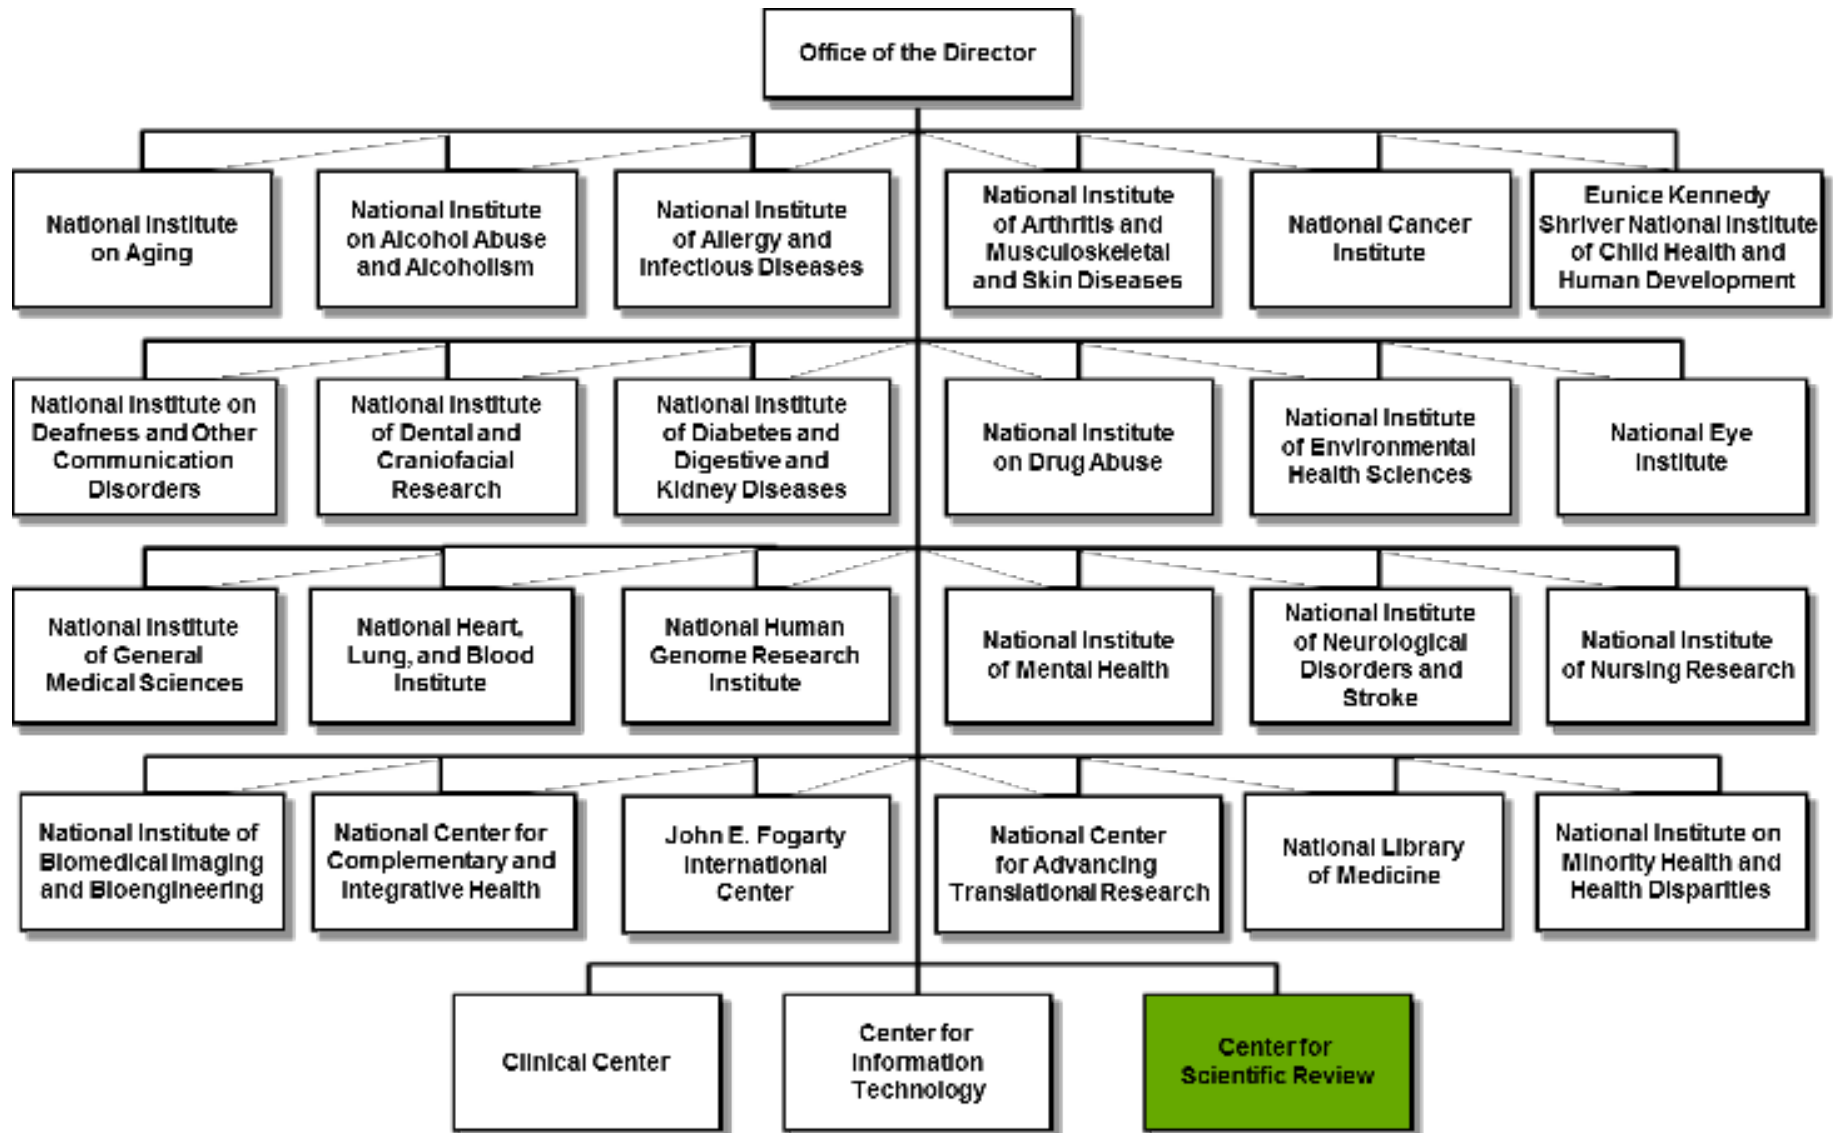 Office of the Director
National Institute
on Aging
National Institute
on Alcohol Abuse
and Alcoholism
National Institute
of Allergy and
Infectious Diseases
National Institute
of Arthritis and
Musculoskeletal
and Skin Diseases
National Cancer
Institute
Eunice Kennedy
Shriver National Institute
of Child Health and
Human Development
National Institute on
Deafness and Other
Communication
Disorders
National Institute
of Dental and
Craniofacial
Research
National Institute
of Diabetes and
Digestive and
Kidney Diseases
National Institute
on Drug Abuse
National Institute
of Environmental
Health Sciences
National Eye
Institute
National Institute
of General
Medical Sciences
National Heart,
Lung, and Blood
Institute
National Human
Genome Research
Institute
National Institute
of Mental Health
National Institute
of Neurological
Disorders and
Stroke
National Institute
of Nursing Research
National Institute of
Biomedical Imaging
and Bioengineering
National Center for
Complementary and
Integrative Health
John E. Fogarty
International
Center
National Center
for Advancing
Translational Research
National Library
of Medicine
National Institute on
Minority Health and
Health Disparities
Clinical Center
Center for
Information
Technology
Center for
Scientific Review